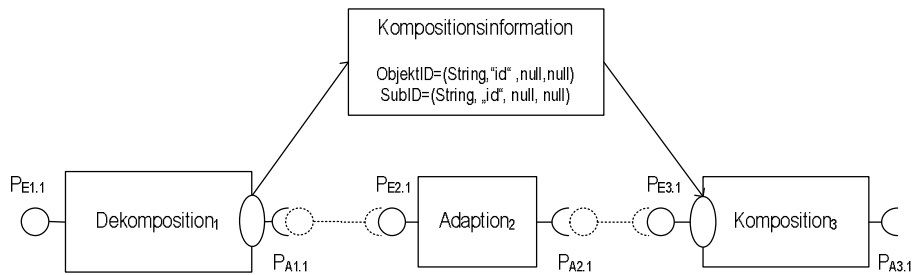 Kompositionsinformation
ObjektID=(String,“id“ ,null,null)
SubID=(String, „id“, null, null)
PE1.1
Dekomposition1
PA1.1
PE2.1
Adaption2
PA2.1
PE3.1
Komposition3
PA3.1